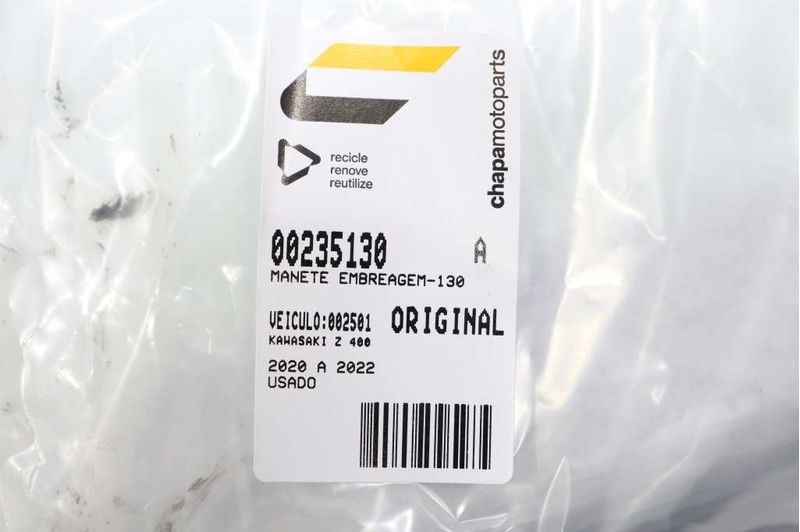 chapamotoparts
recicle
renove
reutilize
00235130 A
MANETE EMBREAGEM-130
VEICULO:002501 ORIGINAL
KAWASAKI Z 400
2020 A 2022
USADO